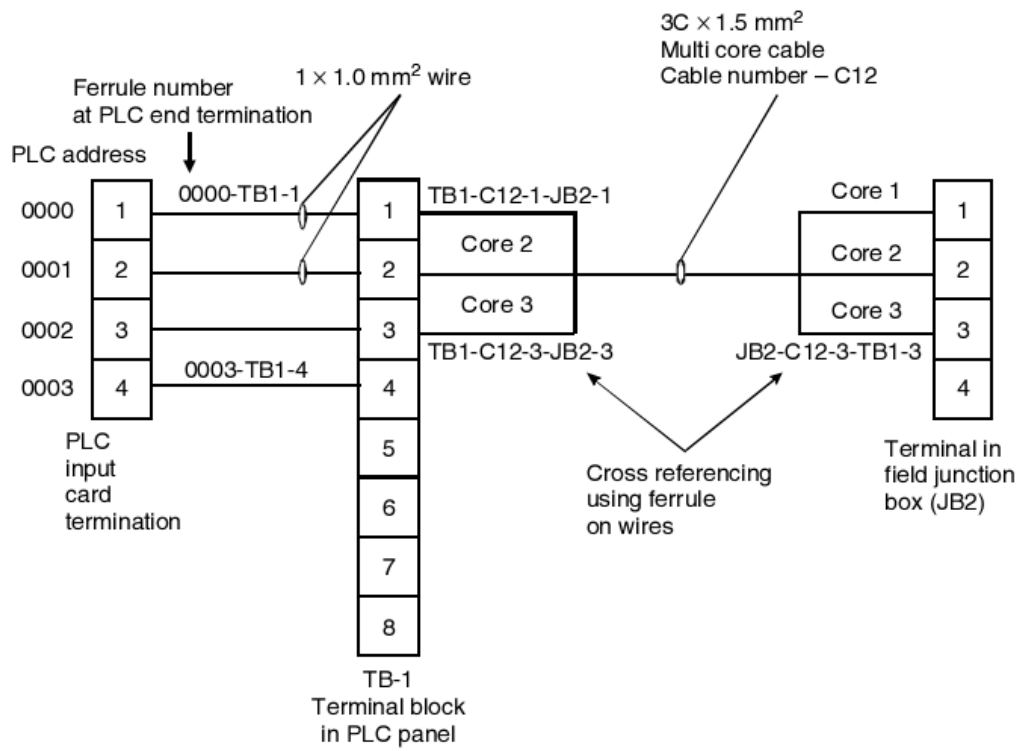 3C × 1.5 mm²
Multi core cable
Cable number – C12
1 × 1.0 mm² wire
Ferrule number
at PLC end termination
PLC address
0000
0001
0002
0003
1
2
3
4
0000-TB1-1
0003-TB1-4
1
2
3
4
5
6
7
8
TB1-C12-1-JB2-1
Core 2
Core 3
TB1-C12-3-JB2-3
Core 1
Core 2
Core 3
JB2-C12-3-TB1-3
1
2
3
4
PLC
input
card
termination
Cross referencing
using ferrule
on wires
Terminal in
field junction
box (JB2)
TB-1
Terminal block
in PLC panel